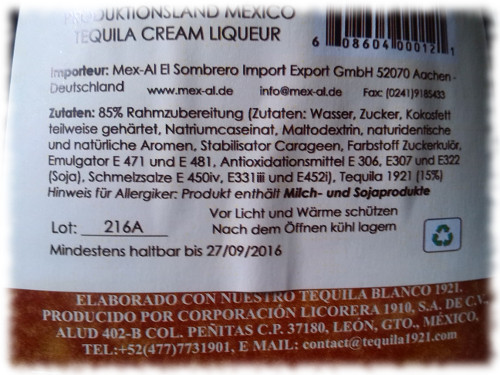 PRODUKTIONSLAND MEXICO
TEQUILA CREAM LIQUEUR
6 08604 00012 1
Importeur: Mex-Al El Sombrero Import Export GmbH 52070 Aachen -
Deutschland www.mex-al.de info@mex-al.de Fax: (0241)9185433
Zutaten: 85% Rahmzubereitung (Zutaten: Wasser, Zucker, Kokosfett
teilweise gehärtet, Natriumcaseinat, Maltodextrin, naturidentische
und natürliche Aromen, Stabilisator Carageen, Farbstoff Zuckerkulör,
Emulgator E 471 und E 481, Antioxidationsmittel E 306, E307 und E322
(Soja), Schmelzsalze E 450iv, E331iii und E452i), Tequila 1921 (15%)
Hinweis für Allergiker: Produkt enthält Milch- und Sojaprodukte
Vor Licht und Wärme schützen
Lot: 216A Nach dem Öffnen kühl lagern
Mindestens haltbar bis 27/09/2016
ELABORADO CON NUESTRO TEQUILA BLANCO 1921.
PRODUCIDO POR CORPORACIÓN LICORERA 1910, S.A. DE C.V.,
ALUD 402-B COL. PEÑITAS C.P. 37180, LEÓN, GTO., MÉXICO,
TEL:+52(477)7731901, E MAIL: contact@tequila1921.com